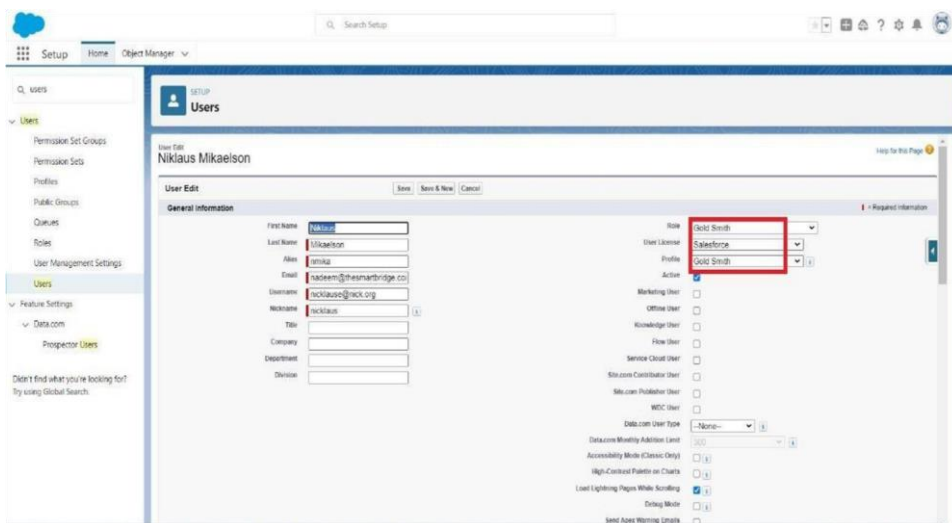 Search Setup
Setup
Home
Object Manager
users
Users
Permission Set Groups
Permission Sets
Profiles
Public Groups
Queues
Roles
User Management Settings
Users
Feature Settings
Data.com
Prospector Users
Didn't find what you're looking for?
Try using Global Search.
SETUP
Users
User Edit
Niklaus Mikaelson
Help for this Page
User Edit
Save
Save & New
Cancel
General Information
= Required Information
First Name Niklaus
Last Name Mikaelson
Alias nmika
Email nadeem@thesmartbridge.co
Username nicklause@nick.org
Nickname nicklaus
Title
Company
Department
Division
Role Gold Smith
User License Salesforce
Profile Gold Smith
Active
Marketing User
Offline User
Knowledge User
Flow User
Service Cloud User
Site.com Contributor User
Site.com Publisher User
WDC User
Data.com User Type --None--
Data.com Monthly Addition Limit 300
Accessibility Mode (Classic Only)
High-Contrast Palette on Charts
Load Lightning Pages While Scrolling
Debug Mode
Send Apex Warning Emails